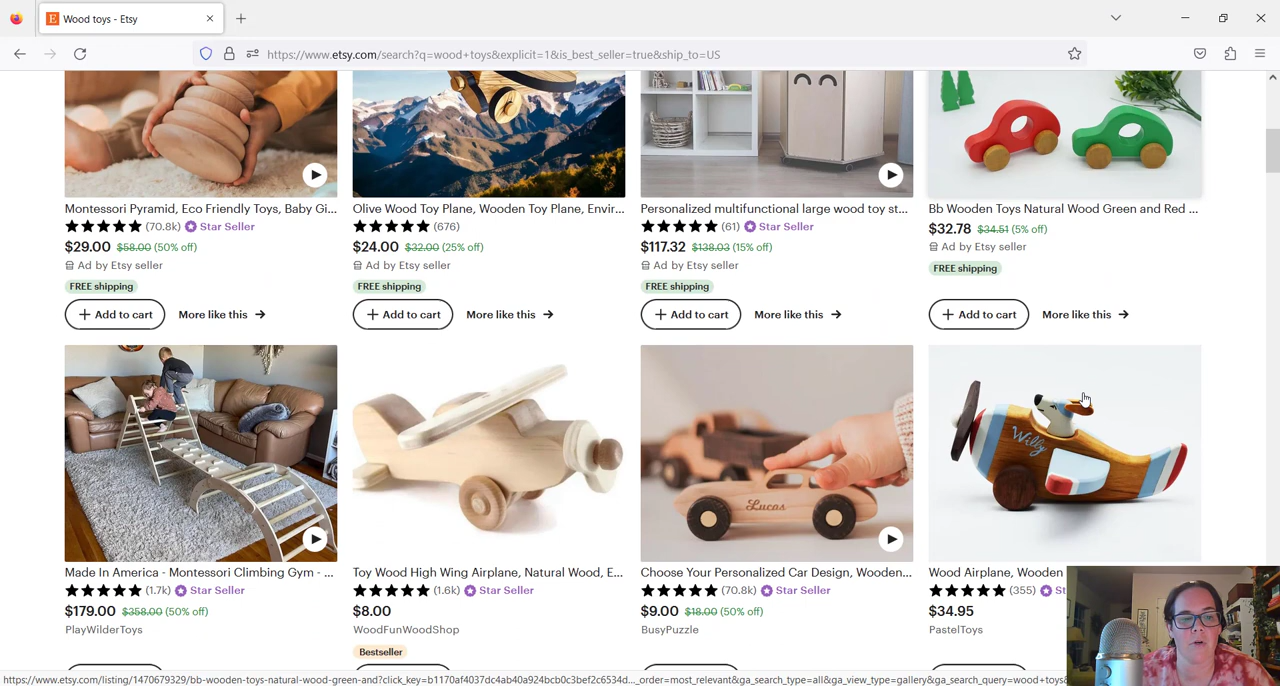 Wood toys - Etsy
https://www.etsy.com/search?q=wood+toys&explicit=1&is_best_seller=true&ship_to=US
Montessori Pyramid, Eco Friendly Toys, Baby Gi...
(70.8k) Star Seller
$29.00 $58.00 (50% off)
Ad by Etsy seller
FREE shipping
Add to cart More like this →
Olive Wood Toy Plane, Wooden Toy Plane, Envir...
(676)
$24.00 $32.00 (25% off)
Ad by Etsy seller
FREE shipping
Add to cart More like this →
Personalized multifunctional large wood toy st...
(61) Star Seller
$117.32 $138.03 (15% off)
Ad by Etsy seller
FREE shipping
Add to cart More like this →
Bb Wooden Toys Natural Wood Green and Red ...
$32.78 $34.51 (5% off)
Ad by Etsy seller
FREE shipping
Add to cart More like this →
Made In America - Montessori Climbing Gym - ...
(1.7k) Star Seller
$179.00 $358.00 (50% off)
PlayWilderToys
Toy Wood High Wing Airplane, Natural Wood, E...
(1.6k) Star Seller
$8.00
WoodFunWoodShop
Bestseller
Lucas
Choose Your Personalized Car Design, Wooden...
(70.8k) Star Seller
$9.00 $18.00 (50% off)
BusyPuzzle
Willy
Wood Airplane, Wooden
(355) St
$34.95
PastelToys
https://www.etsy.com/listing/1470679329/bb-wooden-toys-natural-wood-green-and?click_key=b1170af4037dc4ab40a924bcb0c3bef2c6534d..._order=most_relevant&ga_search_type=all&ga_view_type=gallery&ga_search_query=wood+toys